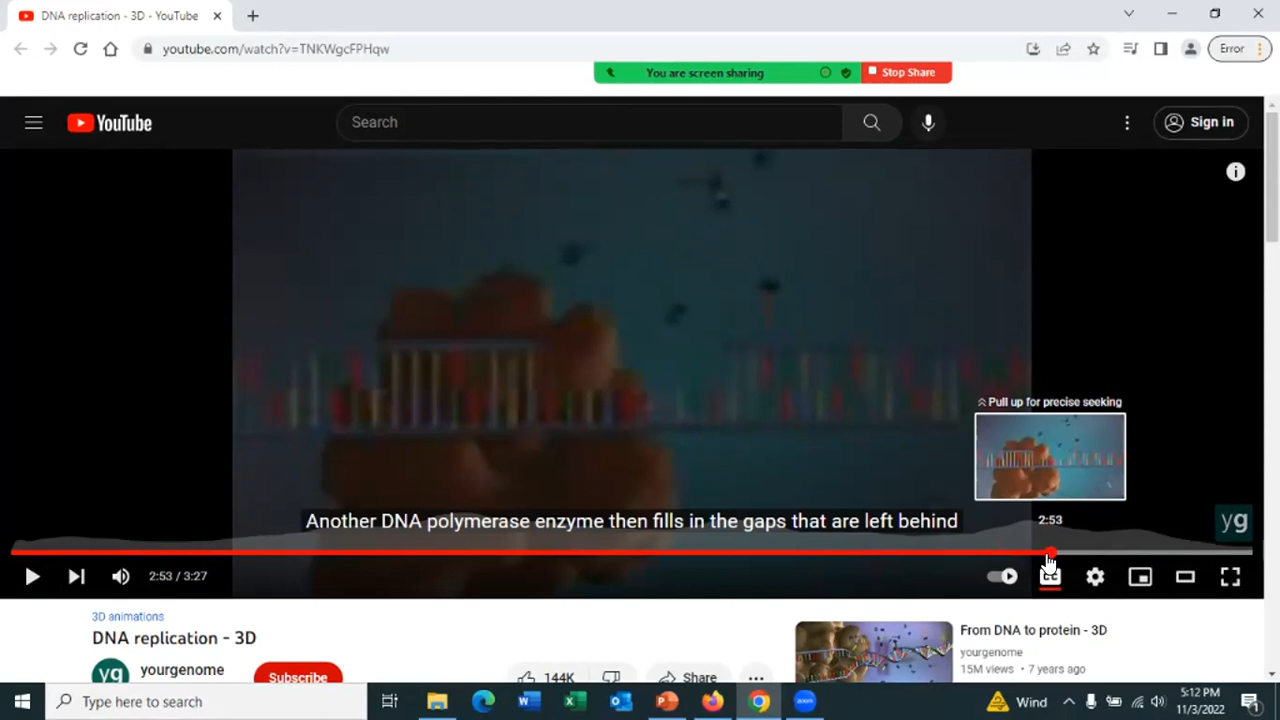 DNA replication - 3D - YouTube
youtube.com/watch?v=TNKWgcFPHqw
Error
You are screen sharing
Stop Share
YouTube
Search
Sign in
Pull up for precise seeking
Another DNA polymerase enzyme then fills in the gaps that are left behind
2:53
yg
2:53 / 3:27
CC
3D animations
DNA replication - 3D
From DNA to protein - 3D
yourgenome
15M views • 7 years ago
yg
yourgenome
Subscribe
144K
Share
Type here to search
zoom
Wind
5:12 PM
11/3/2022
1